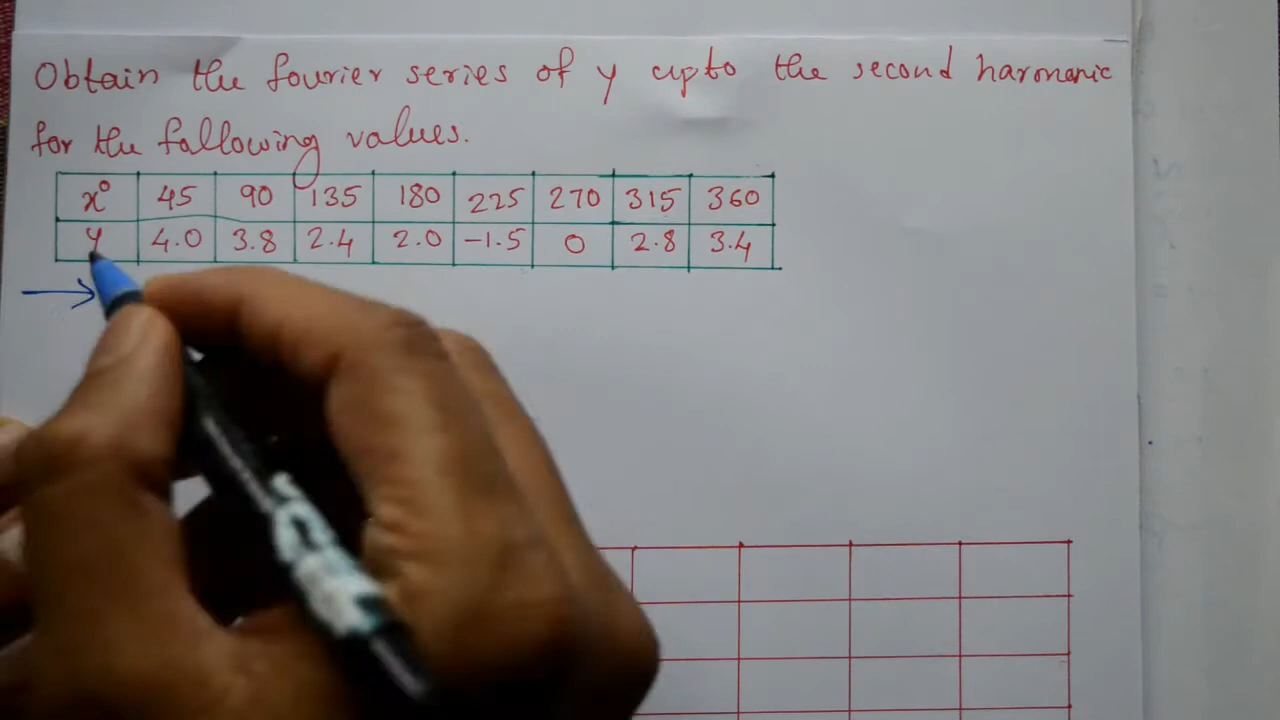 Obtain the fourier series of y upto the second harmonic
for the following values.
x° 45 90 135 180 225 270 315 360
y 4.0 3.8 2.4 2.0 -1.5 0 2.8 3.4